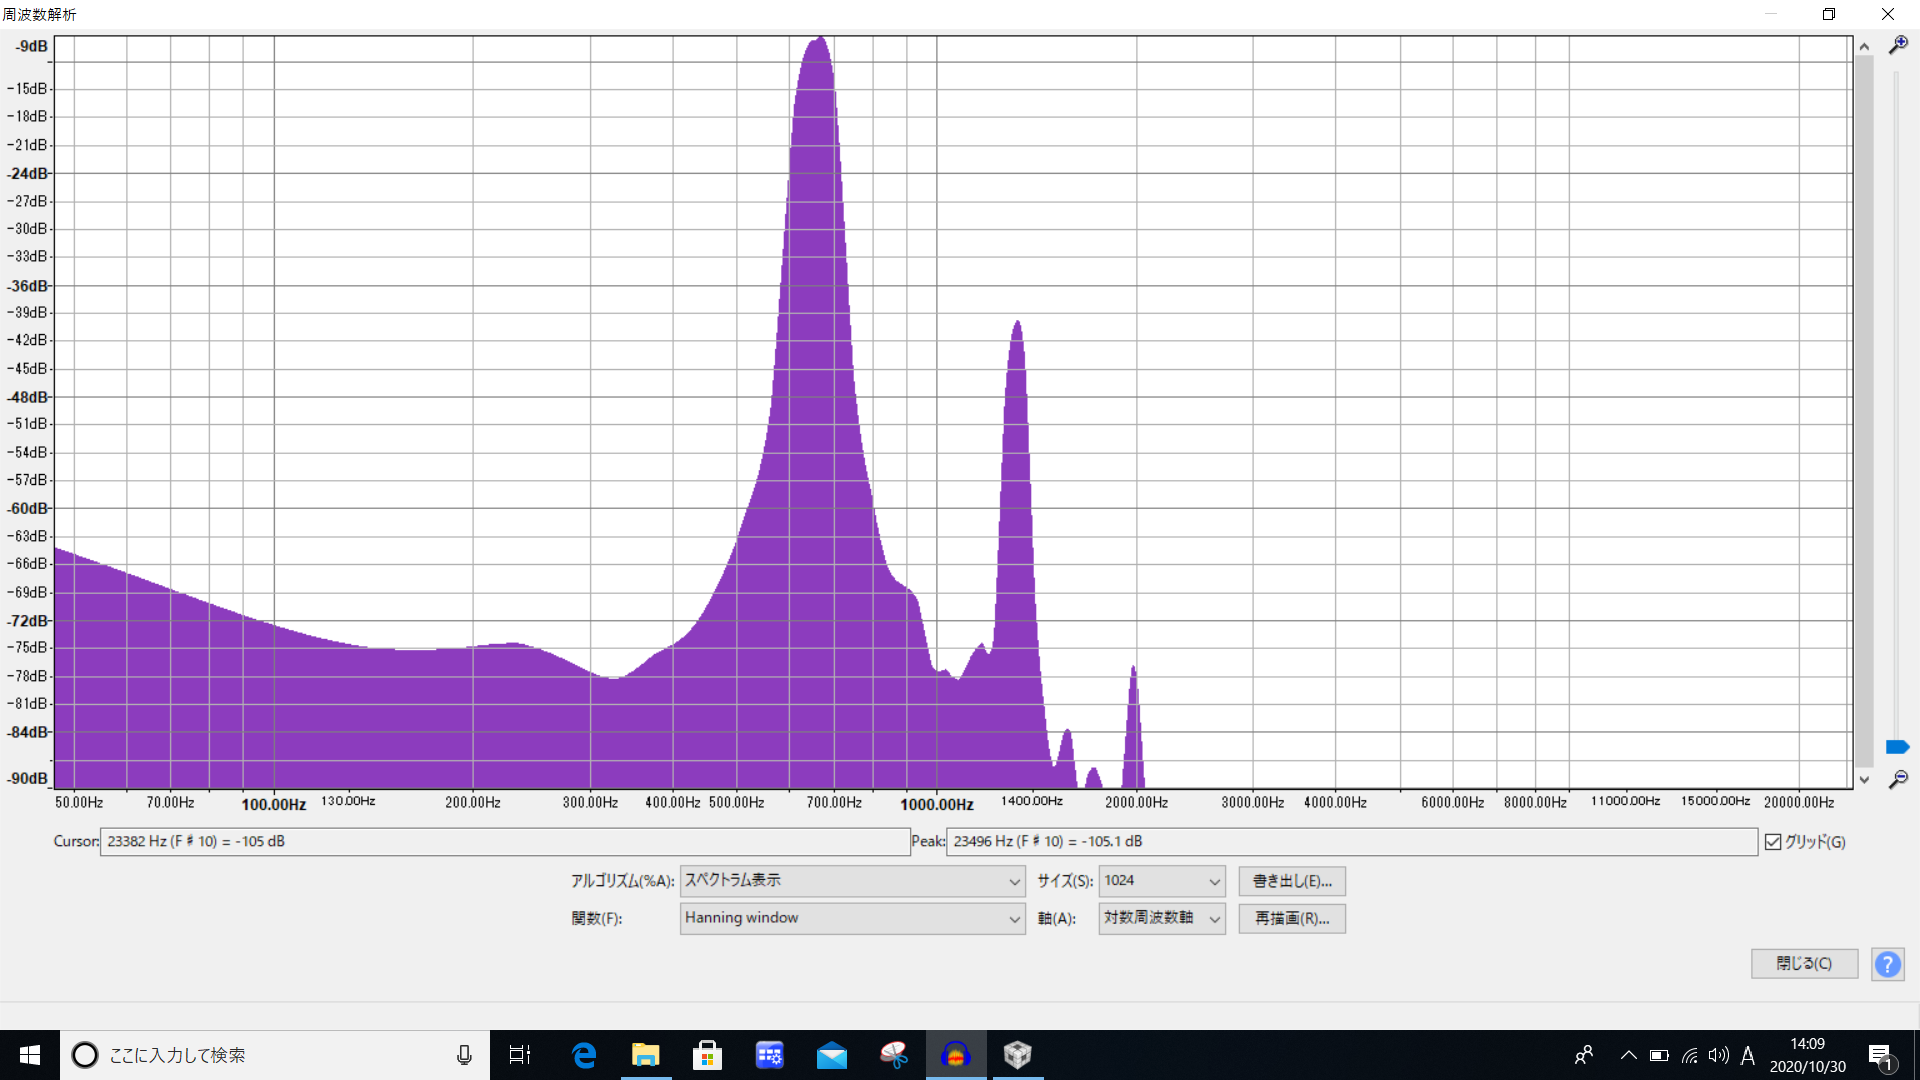 周波数解析
-9dB
-15dB
-18dB
-21dB
-24dB
-27dB
-30dB
-33dB
-36dB
-39dB
-42dB
-45dB
-48dB
-51dB
-54dB
-57dB
-60dB
-63dB
-66dB
-69dB
-72dB
-75dB
-78dB
-81dB
-84dB
-90dB
50.00Hz 70.00Hz 100.00Hz 130.00Hz 200.00Hz 300.00Hz 400.00Hz 500.00Hz 700.00Hz 1000.00Hz 1400.00Hz 2000.00Hz 3000.00Hz 4000.00Hz 6000.00Hz 8000.00Hz 11000.00Hz 15000.00Hz 20000.00Hz
Cursor: 23382 Hz (F♯10) = -105 dB Peak: 23496 Hz (F♯10) = -105.1 dB グリッド(G)
アルゴリズム(%A): スペクトラム表示 サイズ(S): 1024 書き出し(E)...
関数(F): Hanning window 軸(A): 対数周波数軸 再描画(R)...
閉じる(C) ?
ここに入力して検索 A 14:09
2020/10/30 1